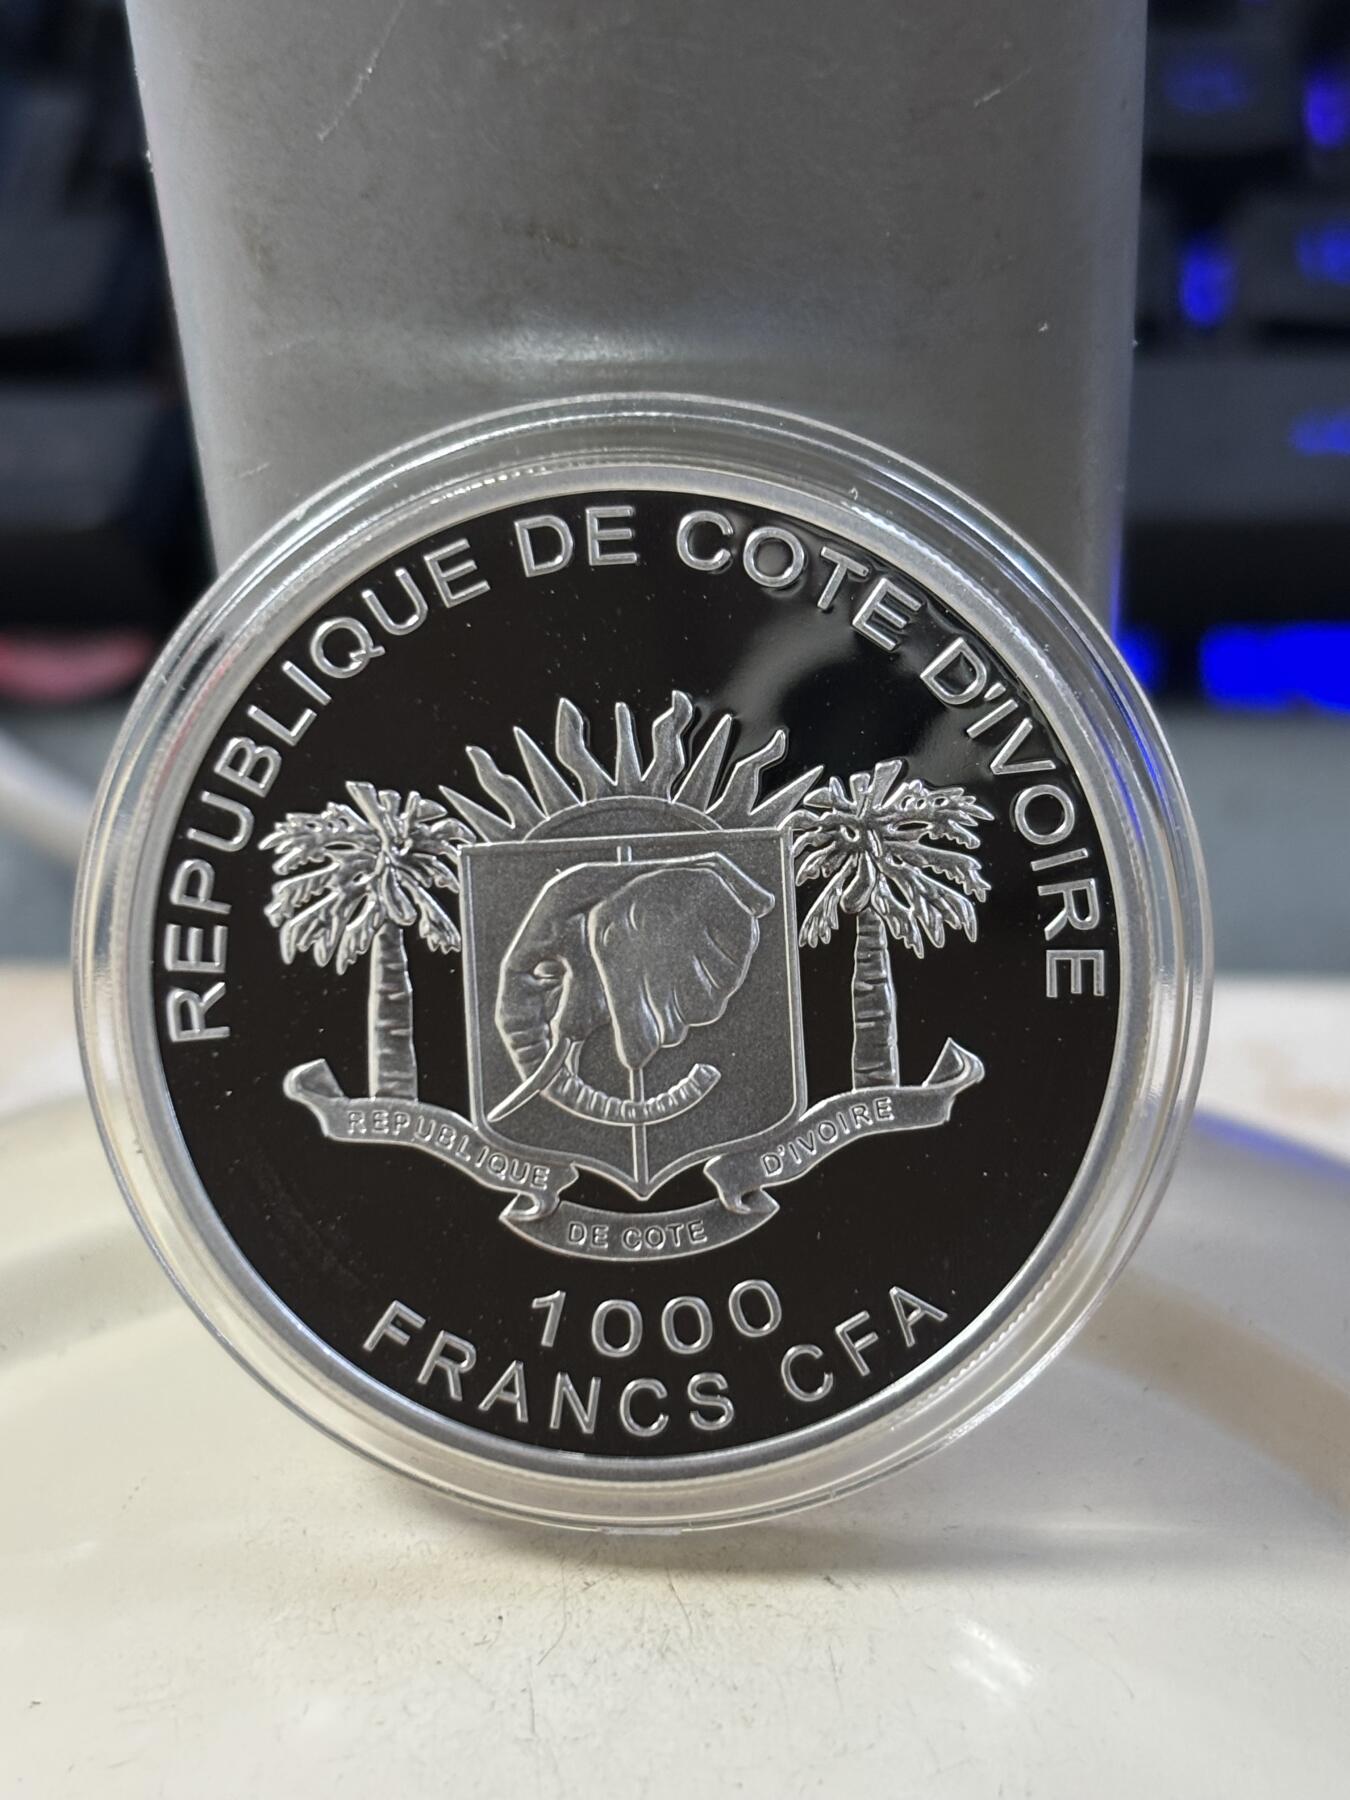 REPUBLIQUE DE COTE D'IVOIRE
REPUBLIQUE
DE COTE
D'IVOIRE
1000
FRANCS CFA